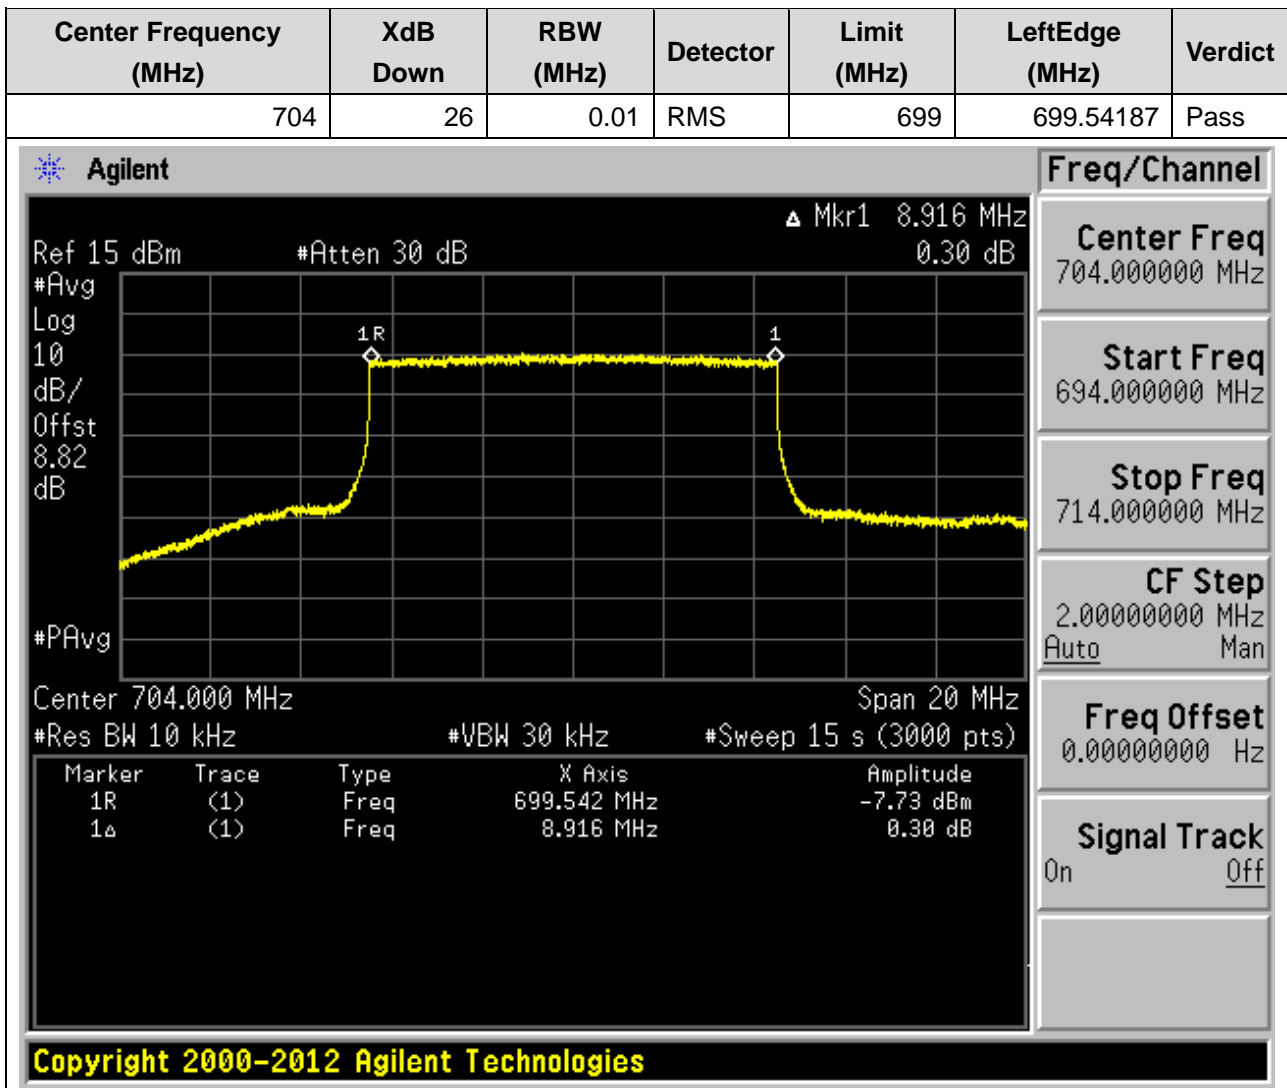 Center Frequency (MHz) XdB Down RBW (MHz) Detector Limit (MHz) LeftEdge (MHz) Verdict
704 26 0.01 RMS 699 699.54187 Pass
Agilent
Freq/Channel
Δ Mkr1 8.916 MHz
Ref 15 dBm #Atten 30 dB 0.30 dB
#Avg
Log
10
dB/
Offst
8.82
dB
#PAvg
1R
1
Center 704.000 MHz Span 20 MHz
#Res BW 10 kHz #VBW 30 kHz #Sweep 15 s (3000 pts)
Marker Trace Type X Axis Amplitude
1R (1) Freq 699.542 MHz -7.73 dBm
1Δ (1) Freq 8.916 MHz 0.30 dB
Center Freq
704.000000 MHz
Start Freq
694.000000 MHz
Stop Freq
714.000000 MHz
CF Step
2.00000000 MHz
Auto Man
Freq Offset
0.00000000 Hz
Signal Track
On Off
Copyright 2000-2012 Agilent Technologies